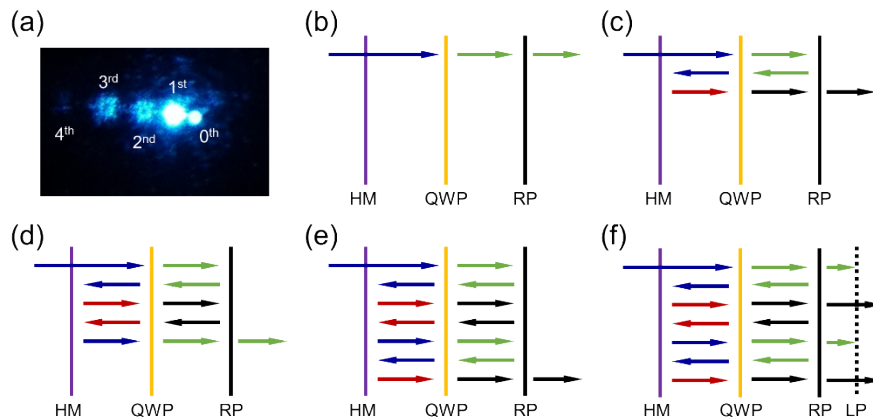 (a)
3rd
1st
4th
2nd
0th
(b)
HM
QWP
RP
(c)
HM
QWP
RP
(d)
HM
QWP
RP
(e)
HM
QWP
RP
(f)
HM
QWP
RP
LP